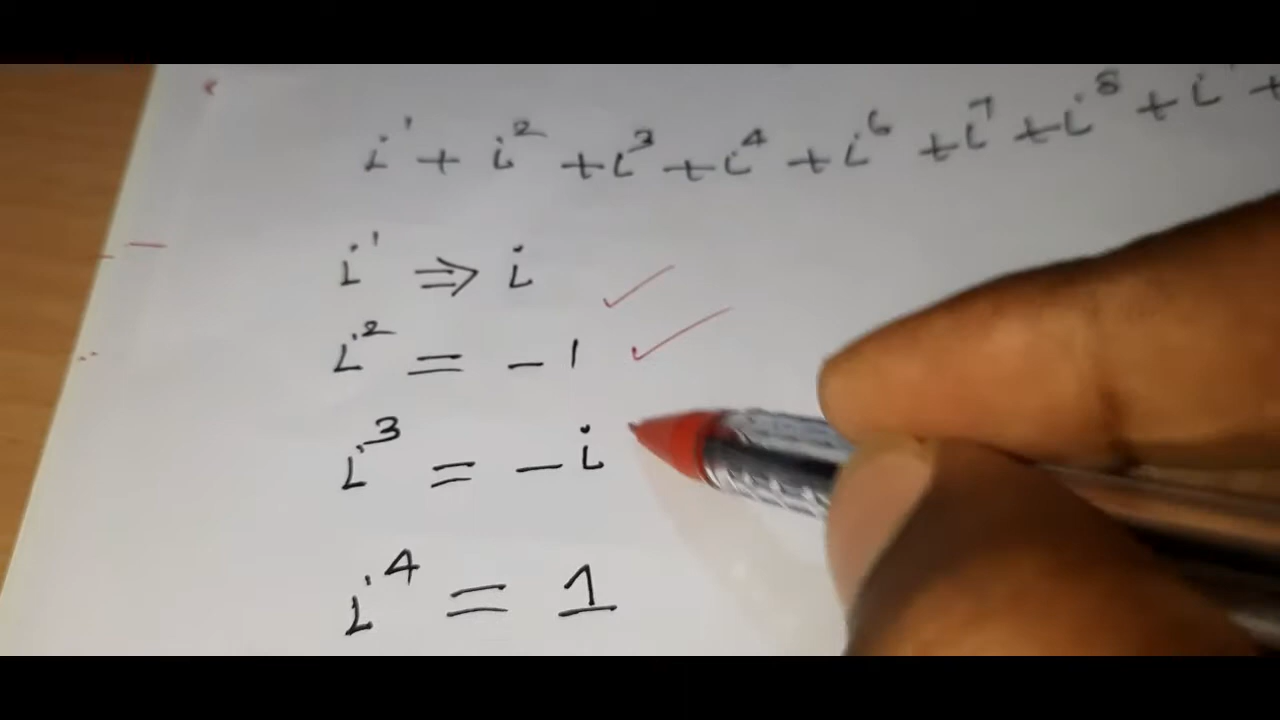 i¹ + i² + i³ + i⁴ + i⁶ + i⁷ + i⁸ + i
i¹ ⇒ i
i² = -1
i³ = -i
i⁴ = 1